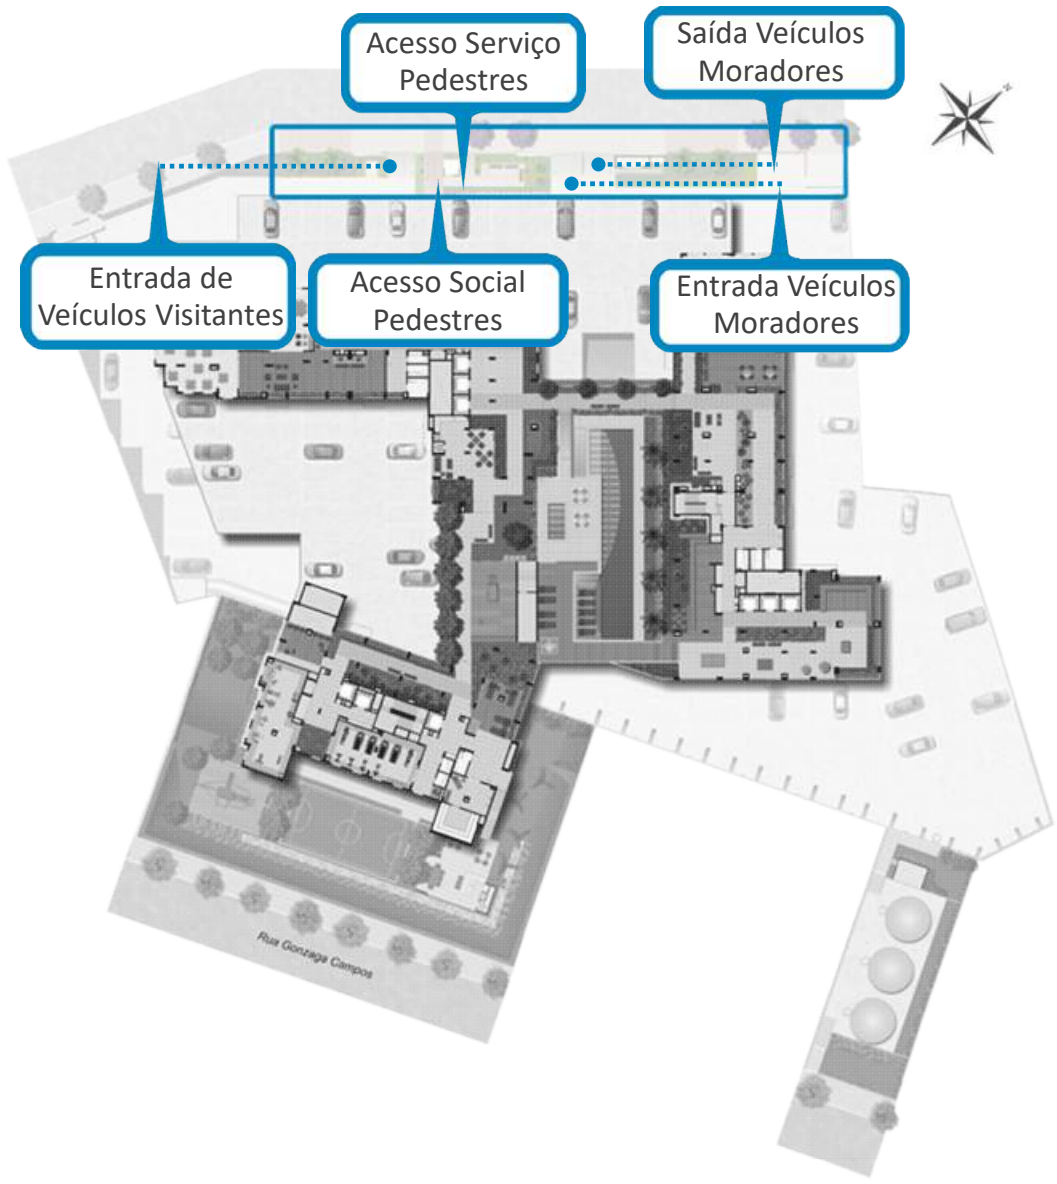 Acesso Serviço
Pedestres
Saída Veículos
Moradores
Entrada de
Veículos Visitantes
Acesso Social
Pedestres
Entrada Veículos
Moradores
Rua Gonzaga Campos